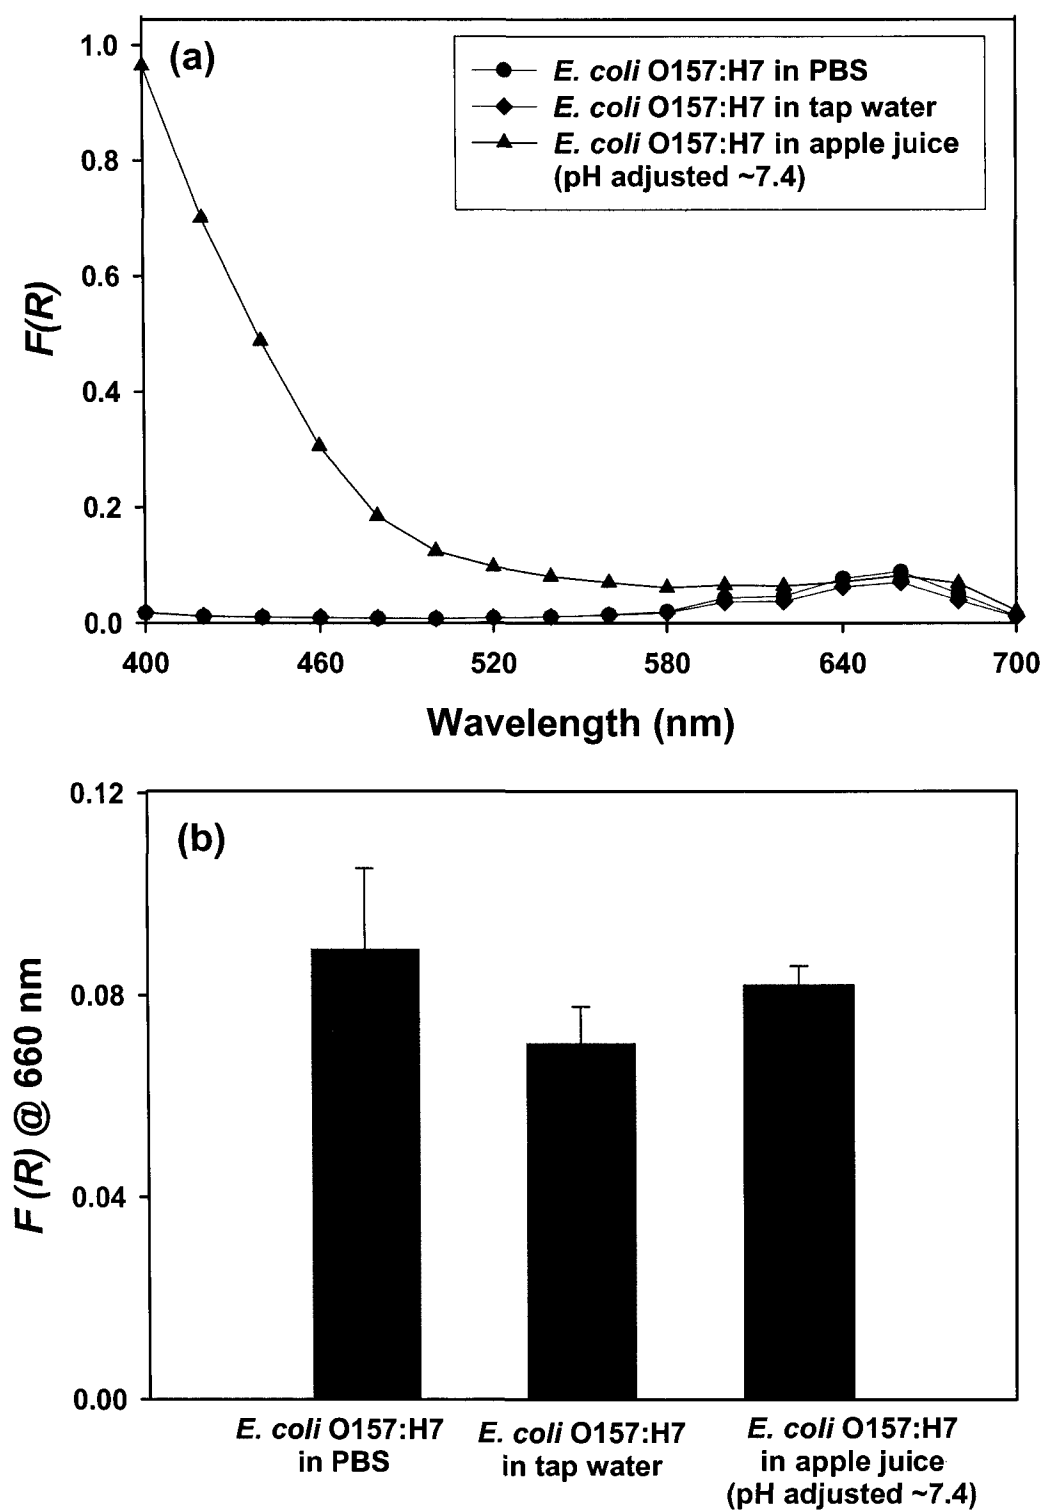 (a)
E. coli O157:H7 in PBS
E. coli O157:H7 in tap water
E. coli O157:H7 in apple juice
(pH adjusted ~7.4)
1.0
0.8
0.6
0.4
0.2
0.0
F(R)
400
460
520
580
640
700
Wavelength (nm)
(b)
0.12
0.08
0.04
0.00
F (R) @ 660 nm
E. coli O157:H7
in PBS
E. coli O157:H7
in tap water
E. coli O157:H7
in apple juice
(pH adjusted ~7.4)